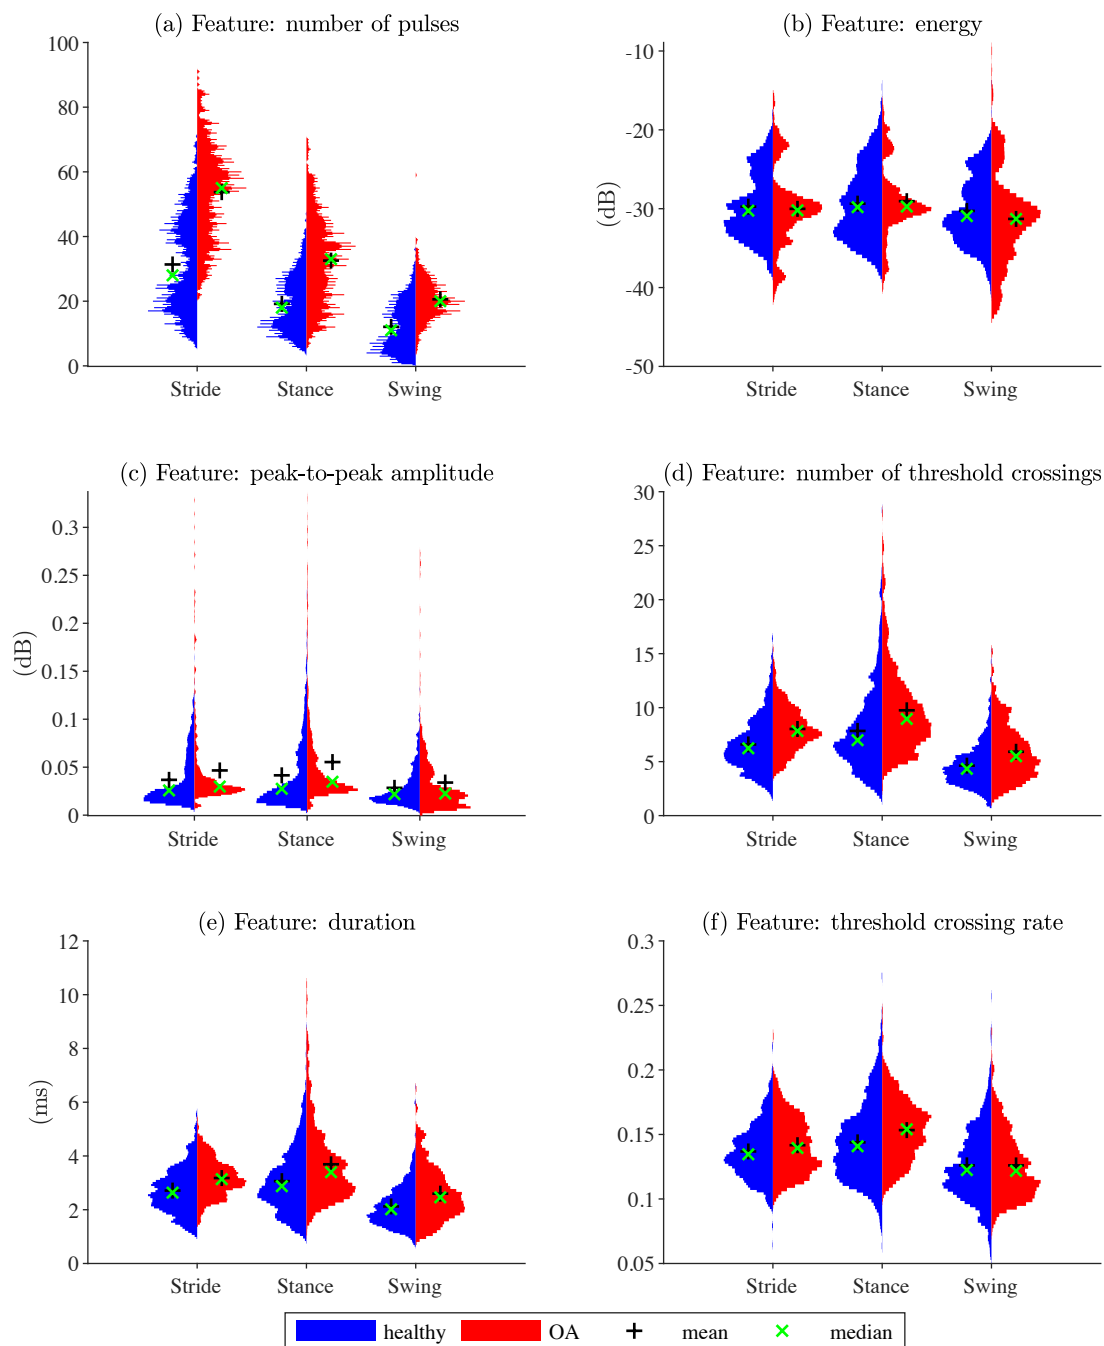 (a) Feature: number of pulses
100
80
60
40
20
0
Stride Stance Swing
(b) Feature: energy
-10
-20
-30
-40
-50
(dB)
Stride Stance Swing
(c) Feature: peak-to-peak amplitude
0.3
0.25
0.2
0.15
0.1
0.05
0
(dB)
Stride Stance Swing
(d) Feature: number of threshold crossings
30
25
20
15
10
5
0
Stride Stance Swing
(e) Feature: duration
12
10
8
6
4
2
0
(ms)
Stride Stance Swing
(f) Feature: threshold crossing rate
0.3
0.25
0.2
0.15
0.1
0.05
Stride Stance Swing
healthy OA mean median